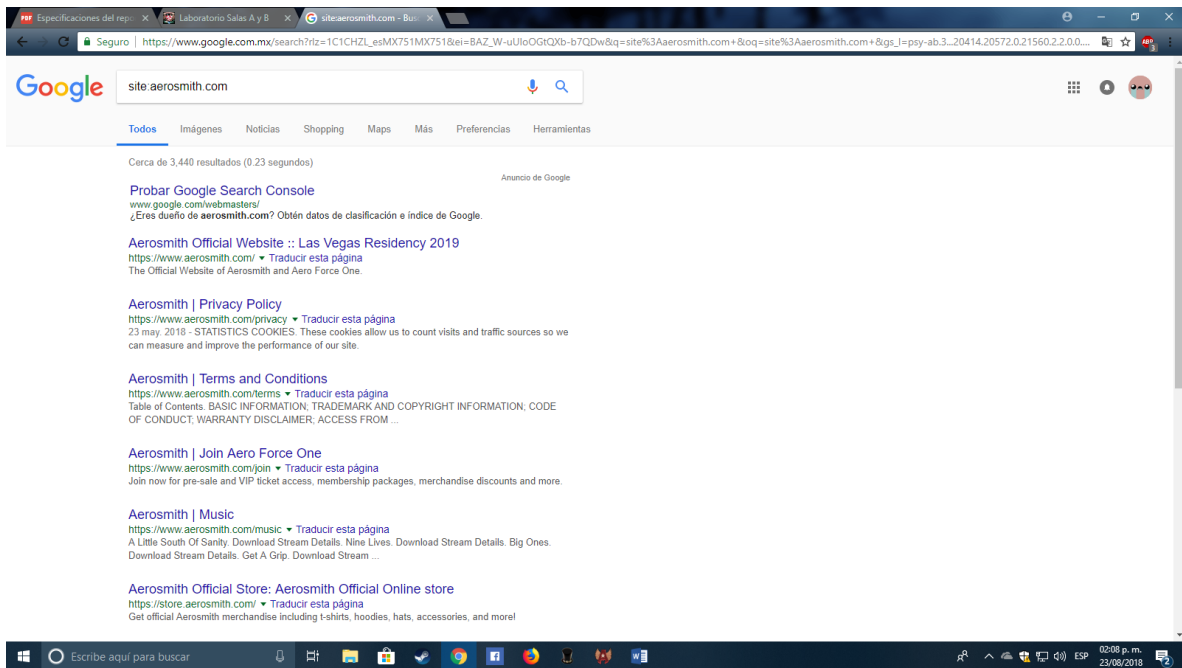 Especificaciones del repo
Laboratorio Salas A y B
site:aerosmith.com - Bus
Seguro | https://www.google.com.mx/search?rlz=1C1CHZL_esMX751MX751&ei=BAZ_W-uUIoOGtQXb-b7QDw&q=site%3Aaerosmith.com+&oq=site%3Aaerosmith.com+&gs_l=psy-ab.3...20414.20572.0.21560.2.2.0.0....
Google
site:aerosmith.com
Todos Imágenes Noticias Shopping Maps Más Preferencias Herramientas
Cerca de 3,440 resultados (0.23 segundos)
Anuncio de Google
Probar Google Search Console
www.google.com/webmasters/
¿Eres dueño de aerosmith.com? Obtén datos de clasificación e índice de Google.
Aerosmith Official Website :: Las Vegas Residency 2019
https://www.aerosmith.com/ Traducir esta página
The Official Website of Aerosmith and Aero Force One.
Aerosmith | Privacy Policy
https://www.aerosmith.com/privacy Traducir esta página
23 may. 2018 - STATISTICS COOKIES. These cookies allow us to count visits and traffic sources so we
can measure and improve the performance of our site.
Aerosmith | Terms and Conditions
https://www.aerosmith.com/terms Traducir esta página
Table of Contents. BASIC INFORMATION; TRADEMARK AND COPYRIGHT INFORMATION; CODE
OF CONDUCT; WARRANTY DISCLAIMER; ACCESS FROM ...
Aerosmith | Join Aero Force One
https://www.aerosmith.com/join Traducir esta página
Join now for pre-sale and VIP ticket access, membership packages, merchandise discounts and more.
Aerosmith | Music
https://www.aerosmith.com/music Traducir esta página
A Little South Of Sanity. Download Stream Details. Nine Lives. Download Stream Details. Big Ones.
Download Stream Details. Get A Grip. Download Stream ...
Aerosmith Official Store: Aerosmith Official Online store
https://store.aerosmith.com/ Traducir esta página
Get official Aerosmith merchandise including t-shirts, hoodies, hats, accessories, and more!
Escribe aquí para buscar
ESP
02:08 p. m.
23/08/2018